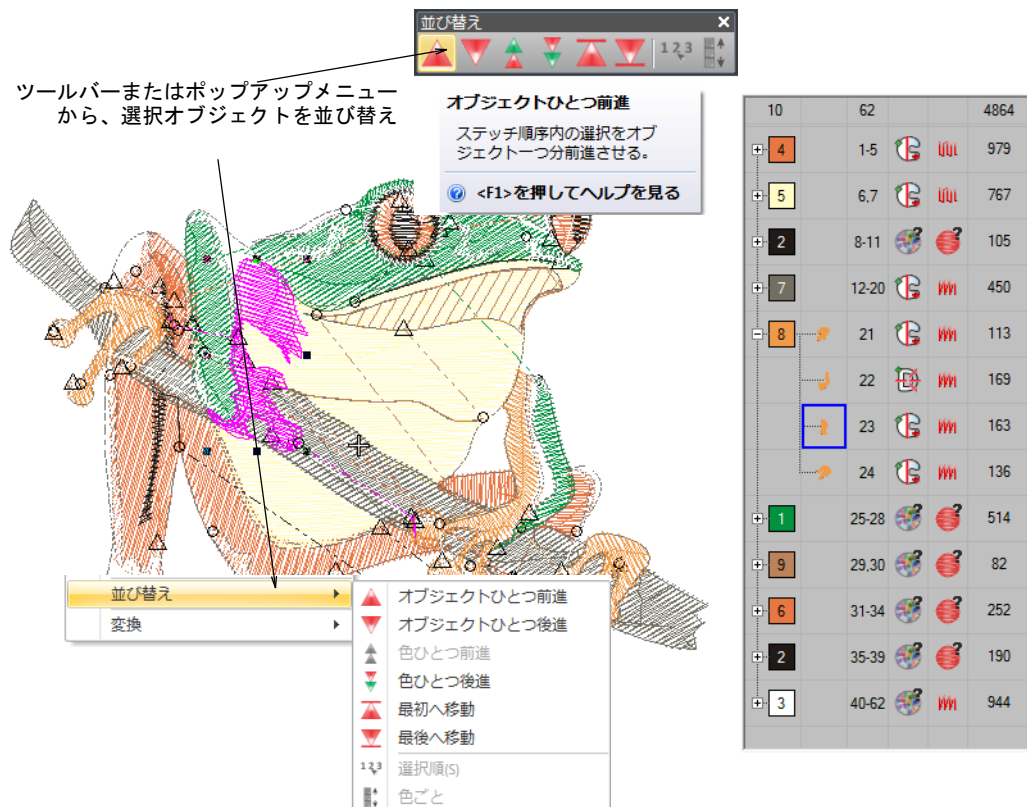 並び替え
1 2 3
ツールバーまたはポップアップメニュー
から、選択オブジェクトを並び替え
オブジェクトひとつ前進
ステッチ順序内の選択をオブ
ジェクト一つ分前進させる。
<F1>を押してヘルプを見る
10 62 4864
4 1-5 979
5 6,7 767
2 8-11 105
7 12-20 450
8 21 113
22 169
23 163
24 136
1 25-28 514
9 29,30 82
6 31-34 252
2 35-39 190
3 40-62 944
並び替え
変換
オブジェクトひとつ前進
オブジェクトひとつ後進
色ひとつ前進
色ひとつ後進
最初へ移動
最後へ移動
1 2 3 選択順(S)
色ごと